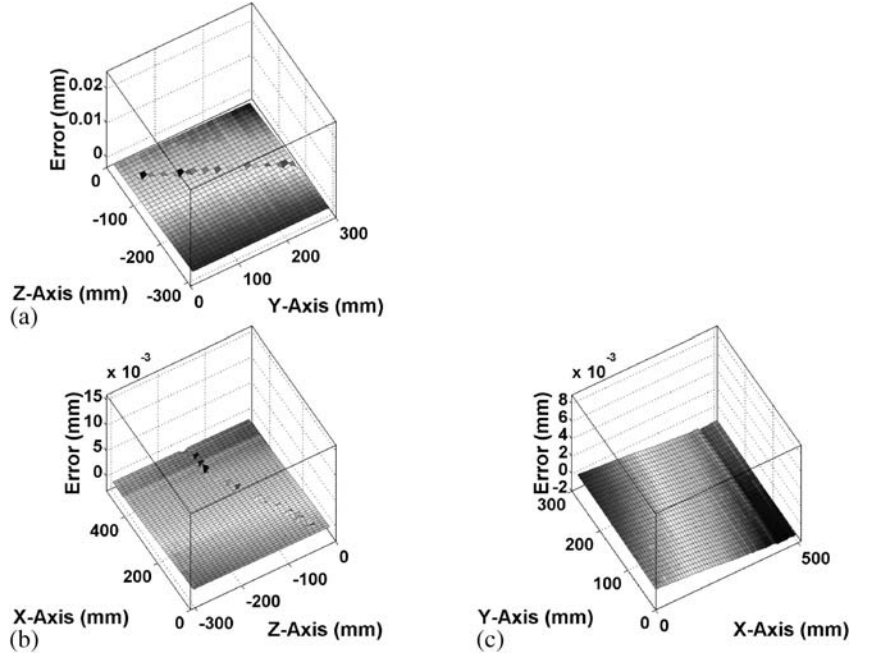 0.02
0.01
0
Error (mm)
0
-100
-200
-300
Z-Axis (mm)
0
100
200
300
Y-Axis (mm)
(a)
x 10 -3
15
10
5
0
Error (mm)
400
200
0
X-Axis (mm)
-300
-200
-100
0
Z-Axis (mm)
(b)
x 10 -3
8
6
4
2
0
-2
Error (mm)
300
200
100
0
Y-Axis (mm)
0
500
X-Axis (mm)
(c)